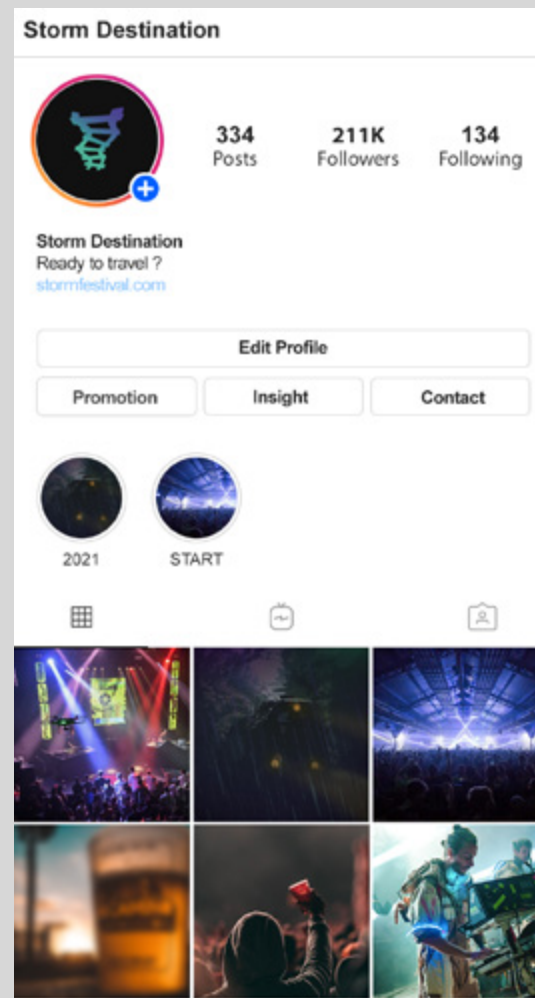 Storm Destination
334 211K 134
Posts Followers Following
Storm Destination
Ready to travel ?
stormfestival.com
Edit Profile
Promotion Insight Contact
2021 START